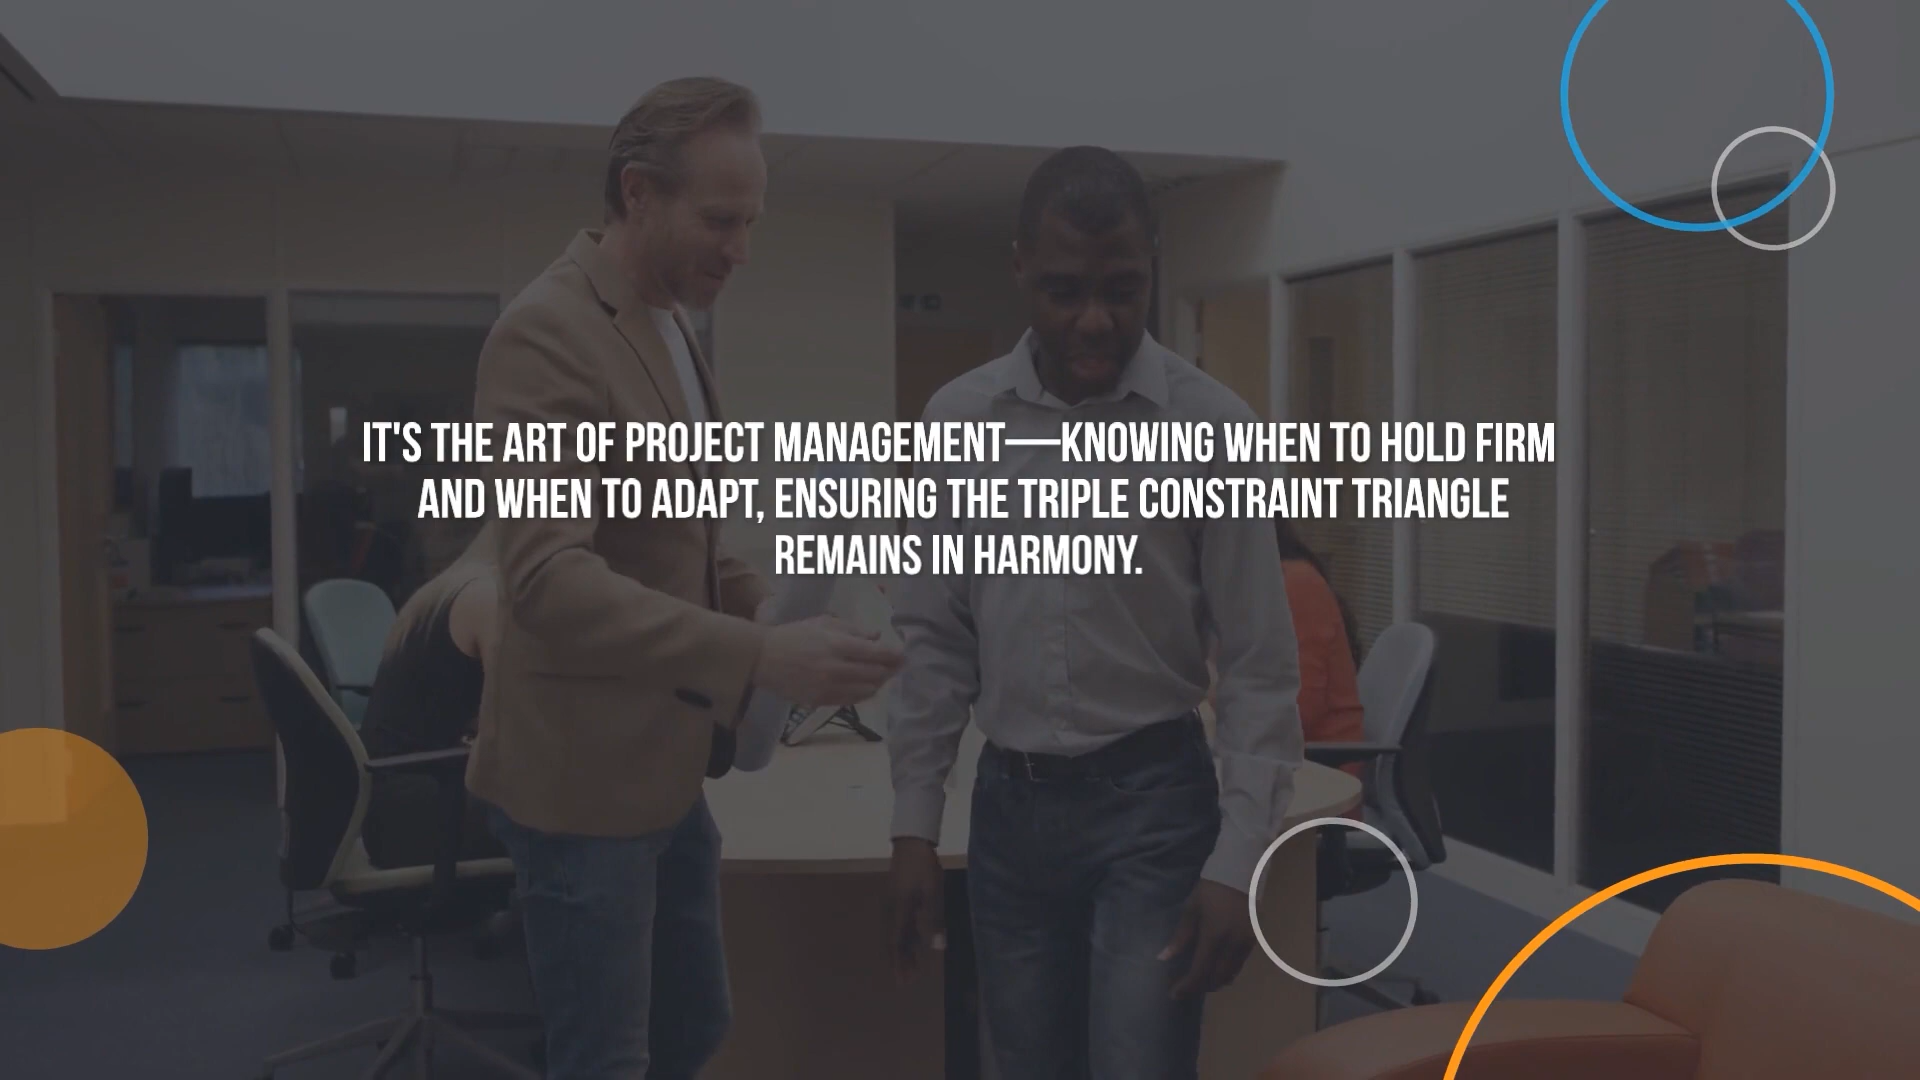 IT'S THE ART OF PROJECT MANAGEMENT—KNOWING WHEN TO HOLD FIRM
AND WHEN TO ADAPT, ENSURING THE TRIPLE CONSTRAINT TRIANGLE
REMAINS IN HARMONY.